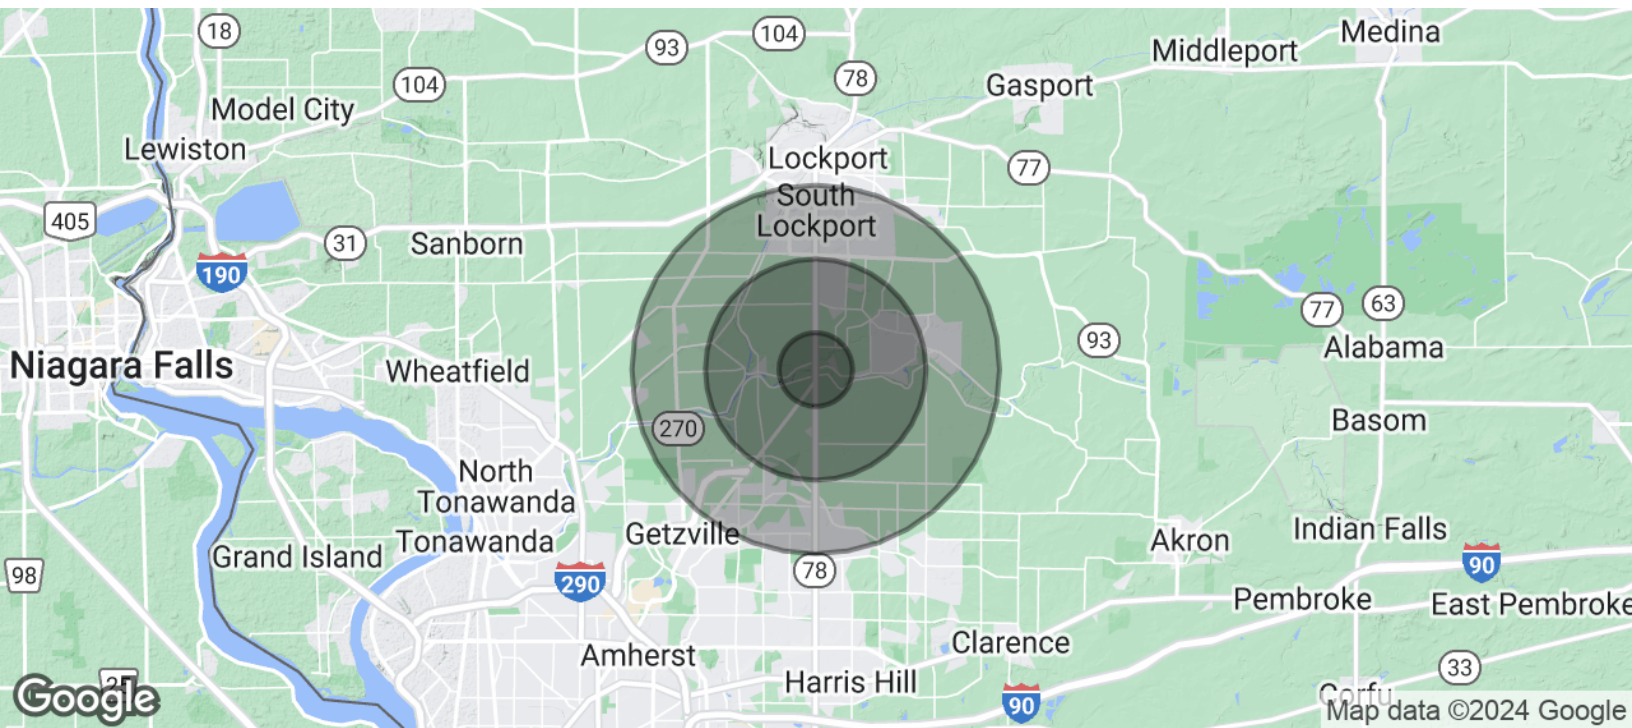 18
93
104
Medina
Middleport
104
78
Gasport
Model City
Lewiston
Lockport
77
South
Lockport
405
31
Sanborn
190
77
63
93
Alabama
Niagara Falls
Wheatfield
Basom
270
North
Tonawanda
Getzville
Tonawanda
Akron
Indian Falls
Grand Island
98
290
78
90
Pembroke
East Pembroke
Clarence
Amherst
Harris Hill
33
Google
90
Corfu
Map data ©2024 Google